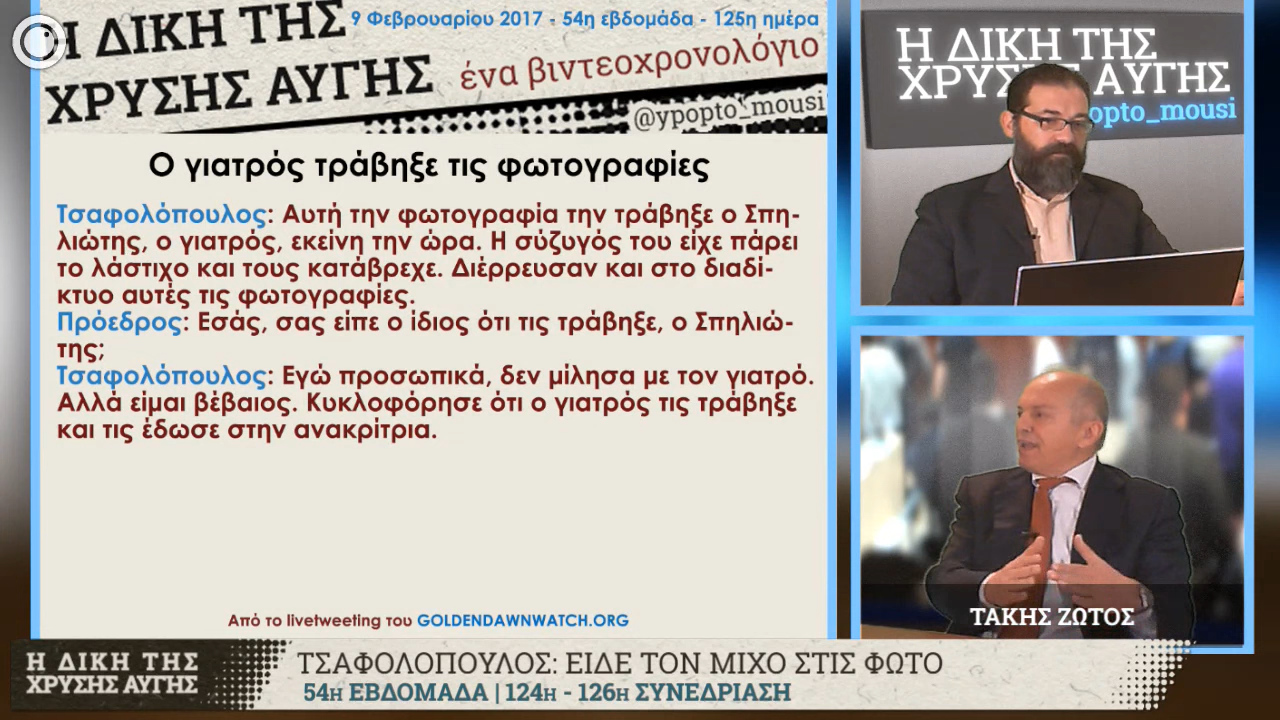 Η ΔΙΚΗ ΤΗΣ
ΧΡΥΣΗΣ ΑΥΓΗΣ
9 Φεβρουαρίου 2017 - 54η εβδομάδα - 125η ημέρα
ένα βιντεοχρονολόγιο
@ypopto_mousi
Ο γιατρός τράβηξε τις φωτογραφίες
Τσαφολόπουλος: Αυτή την φωτογραφία την τράβηξε ο Σπη-
λιώτης, ο γιατρός, εκείνη την ώρα. Η σύζυγός του είχε πάρει
το λάστιχο και τους κατάβρεχε. Διέρρευσαν και στο διαδί-
κτυο αυτές τις φωτογραφίες.
Πρόεδρος: Εσάς, σας είπε ο ίδιος ότι τις τράβηξε, ο Σπηλιώ-
της;
Τσαφολόπουλος: Εγώ προσωπικά, δεν μίλησα με τον γιατρό.
Αλλά είμαι βέβαιος. Κυκλοφόρησε ότι ο γιατρός τις τράβηξε
και τις έδωσε στην ανακρίτρια.
Από το livetweeting του GOLDENDAWNWATCH.ORG
Η ΔΙΚΗ ΤΗΣ
ΑΥΓΗΣ
ΤΑΚΗΣ ΖΩΤΟΣ
Η ΔΙΚΗ ΤΗΣ
ΧΡΥΣΗΣ ΑΥΓΗΣ
ΤΣΑΦΟΛΟΠΟΥΛΟΣ: ΕΙΔΕ ΤΟΝ ΜΙΧΟ ΣΤΙΣ ΦΩΤΟ
54η ΕΒΔΟΜΑΔΑ | 124η - 126η ΣΥΝΕΔΡΙΑΣΗ